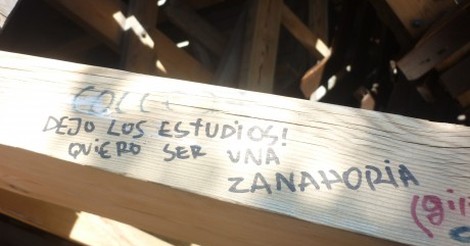 DEJO LOS ESTUDIOS!
QUIERO SER UNA
ZANAHORIA